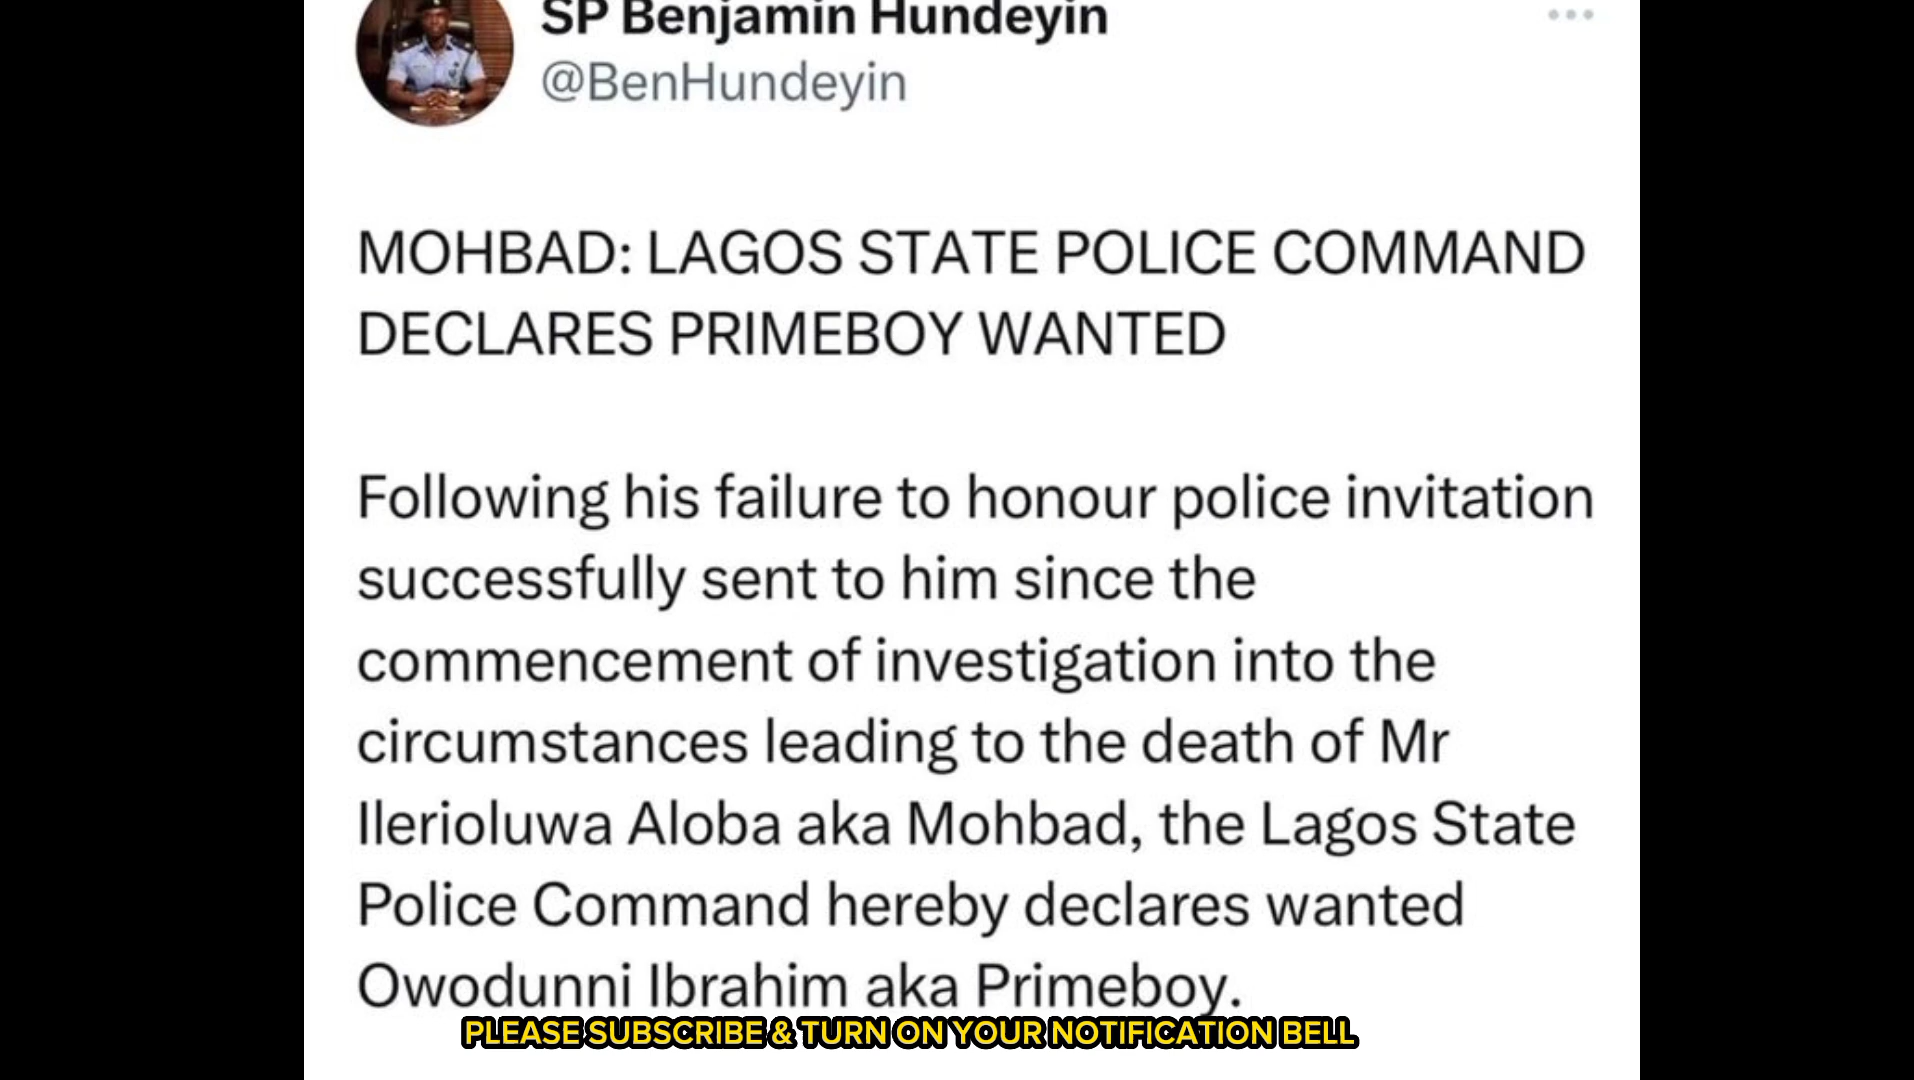 SP Benjamin Hundeyin
@BenHundeyin
MOHBAD: LAGOS STATE POLICE COMMAND
DECLARES PRIMEBOY WANTED
Following his failure to honour police invitation
successfully sent to him since the
commencement of investigation into the
circumstances leading to the death of Mr
Ilerioluwa Aloba aka Mohbad, the Lagos State
Police Command hereby declares wanted
Owodunni Ibrahim aka Primeboy.
PLEASE SUBSCRIBE & TURN ON YOUR NOTIFICATION BELL